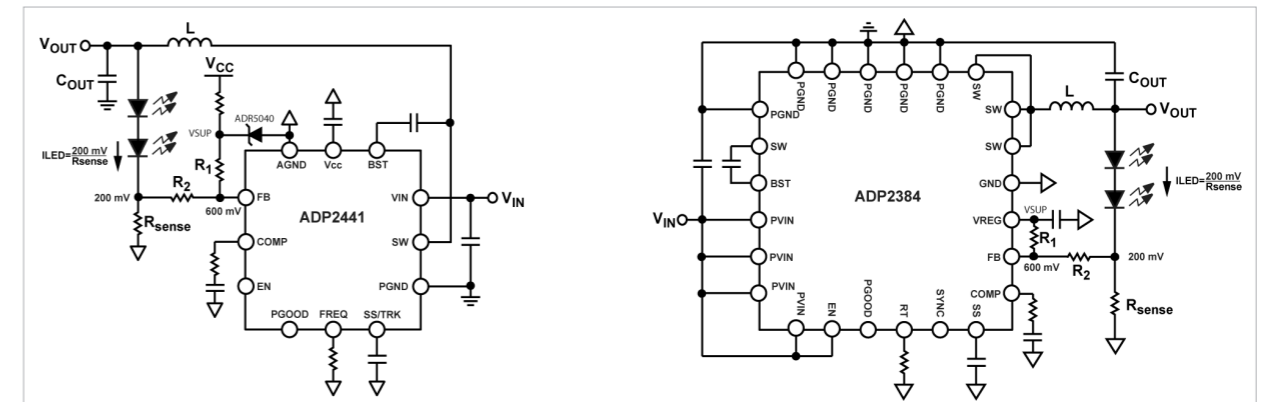 L
VOUT
COUT
VCC
ADR5040
VSUP
ILED=200 mV
Rsense
R1
AGND
Vcc
BST
200 mV
R2
600 mV
FB
VIN
VIN
ADP2441
Rsense
COMP
SW
EN
PGND
PGOOD
FREQ
SS/TRK
PGND
PGND
PGND
PGND
PGND
SW
COUT
PGND
SW
L
VOUT
SW
SW
BST
GND
ILED=200 mV
Rsense
ADP2384
VIN
PVIN
VREG
VSUP
R1
PVIN
FB
600 mV
R2
200 mV
PVIN
COMP
Rsense
PVIN
EN
PGOOD
RT
SYNC
SS